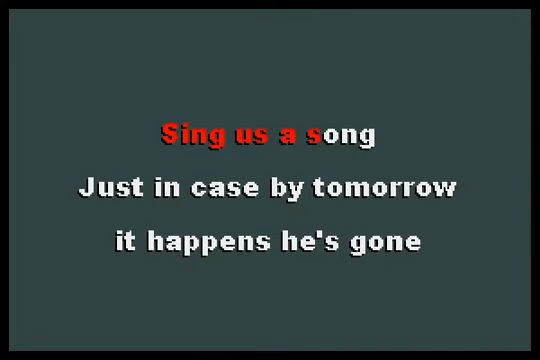 Sing us a song
Just in case by tomorrow
it happens he's gone